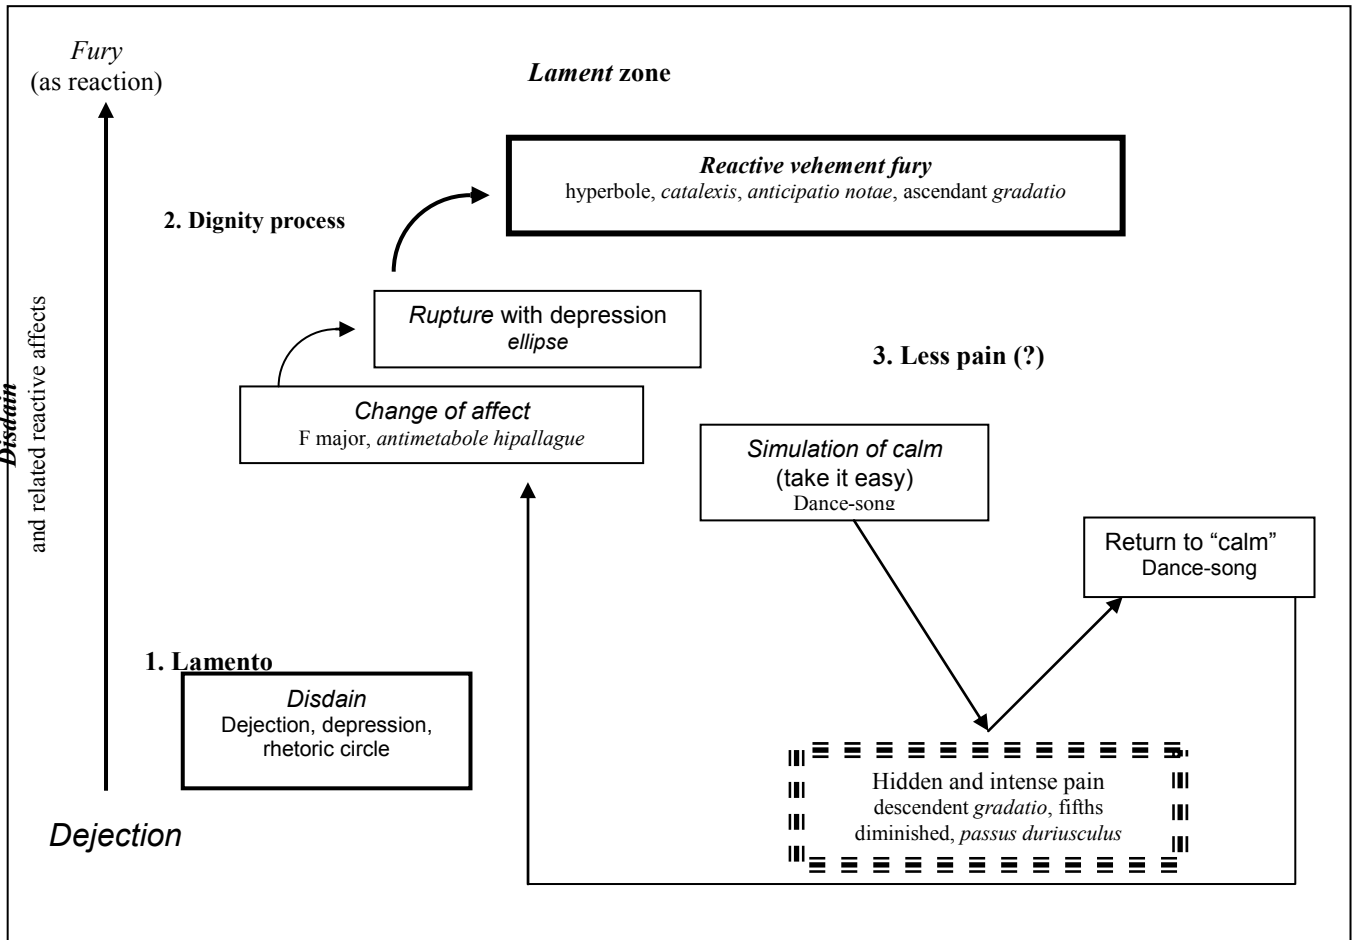 Fury
(as reaction)
Lament zone
Reactive vehement fury
hyperbole, catalexis, anticipatio notae, ascendant gradatio
2. Dignity process
Rupture with depression
ellipse
3. Less pain (?)
Change of affect
F major, antimetabole hipallague
Disdain
and related reactive affects
Simulation of calm
(take it easy)
Dance-song
Return to “calm”
Dance-song
1. Lamento
Disdain
Dejection, depression,
rhetoric circle
Hidden and intense pain
descendent gradatio, fifths
diminished, passus duriusculus
Dejection